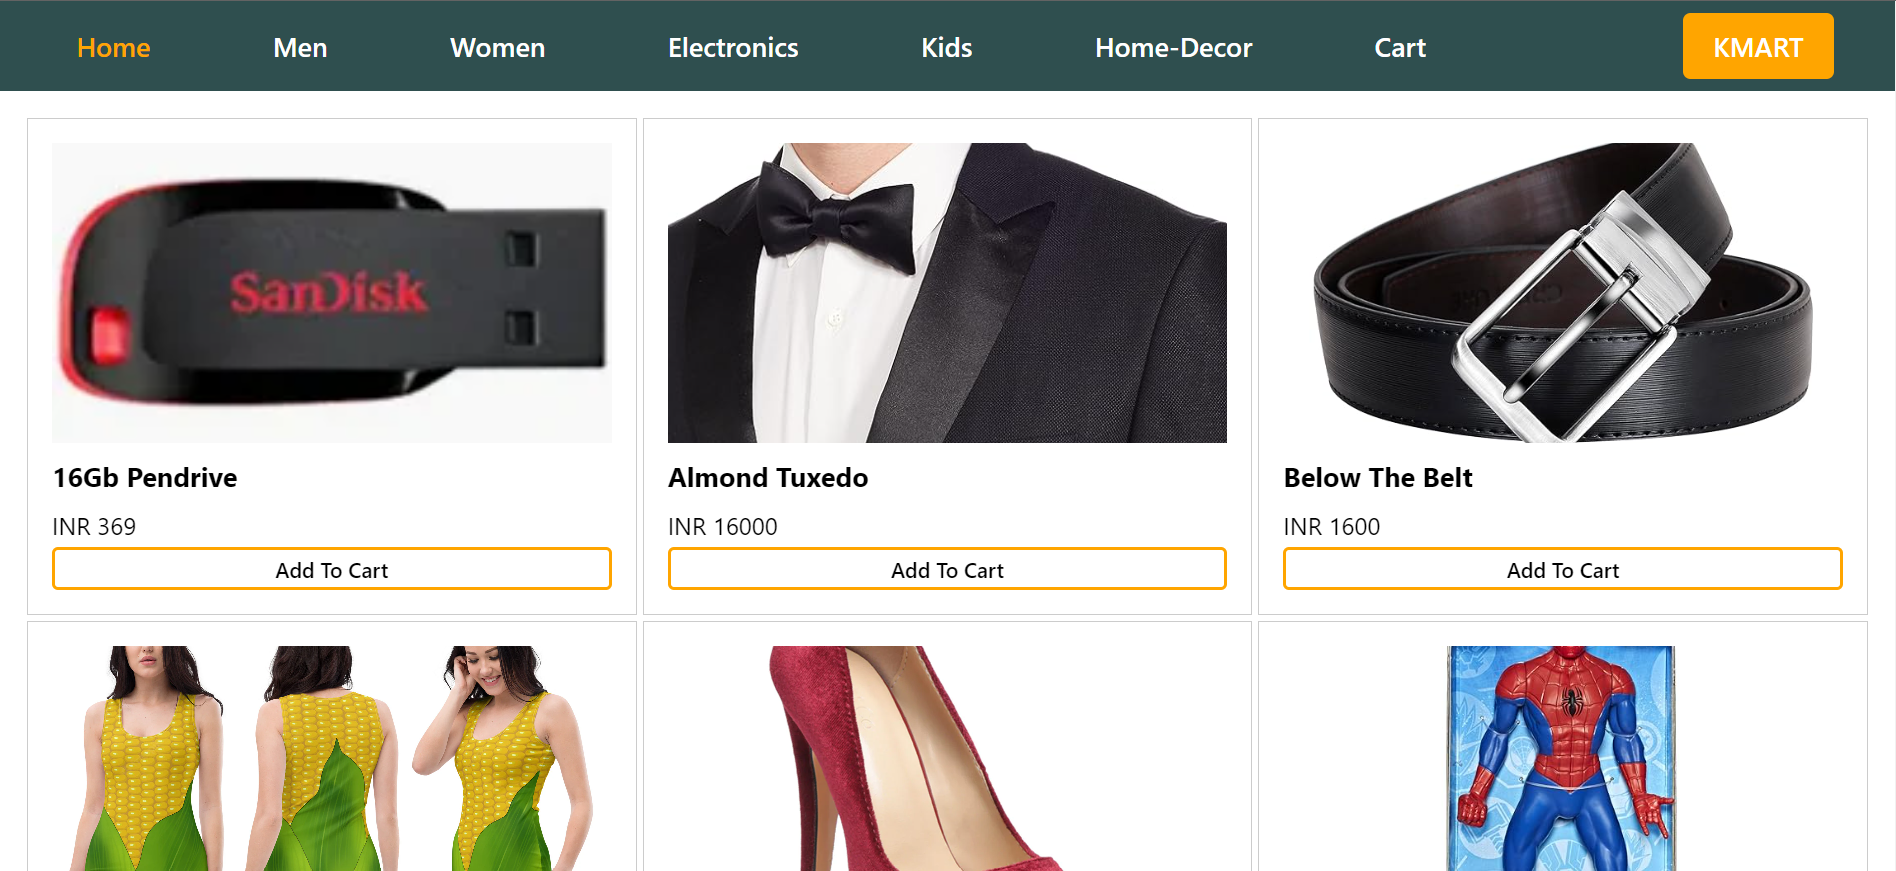 Home Men Women Electronics Kids Home-Decor Cart KMART
SanDisk
16Gb Pendrive
INR 369
Add To Cart
Almond Tuxedo
INR 16000
Add To Cart
Below The Belt
INR 1600
Add To Cart